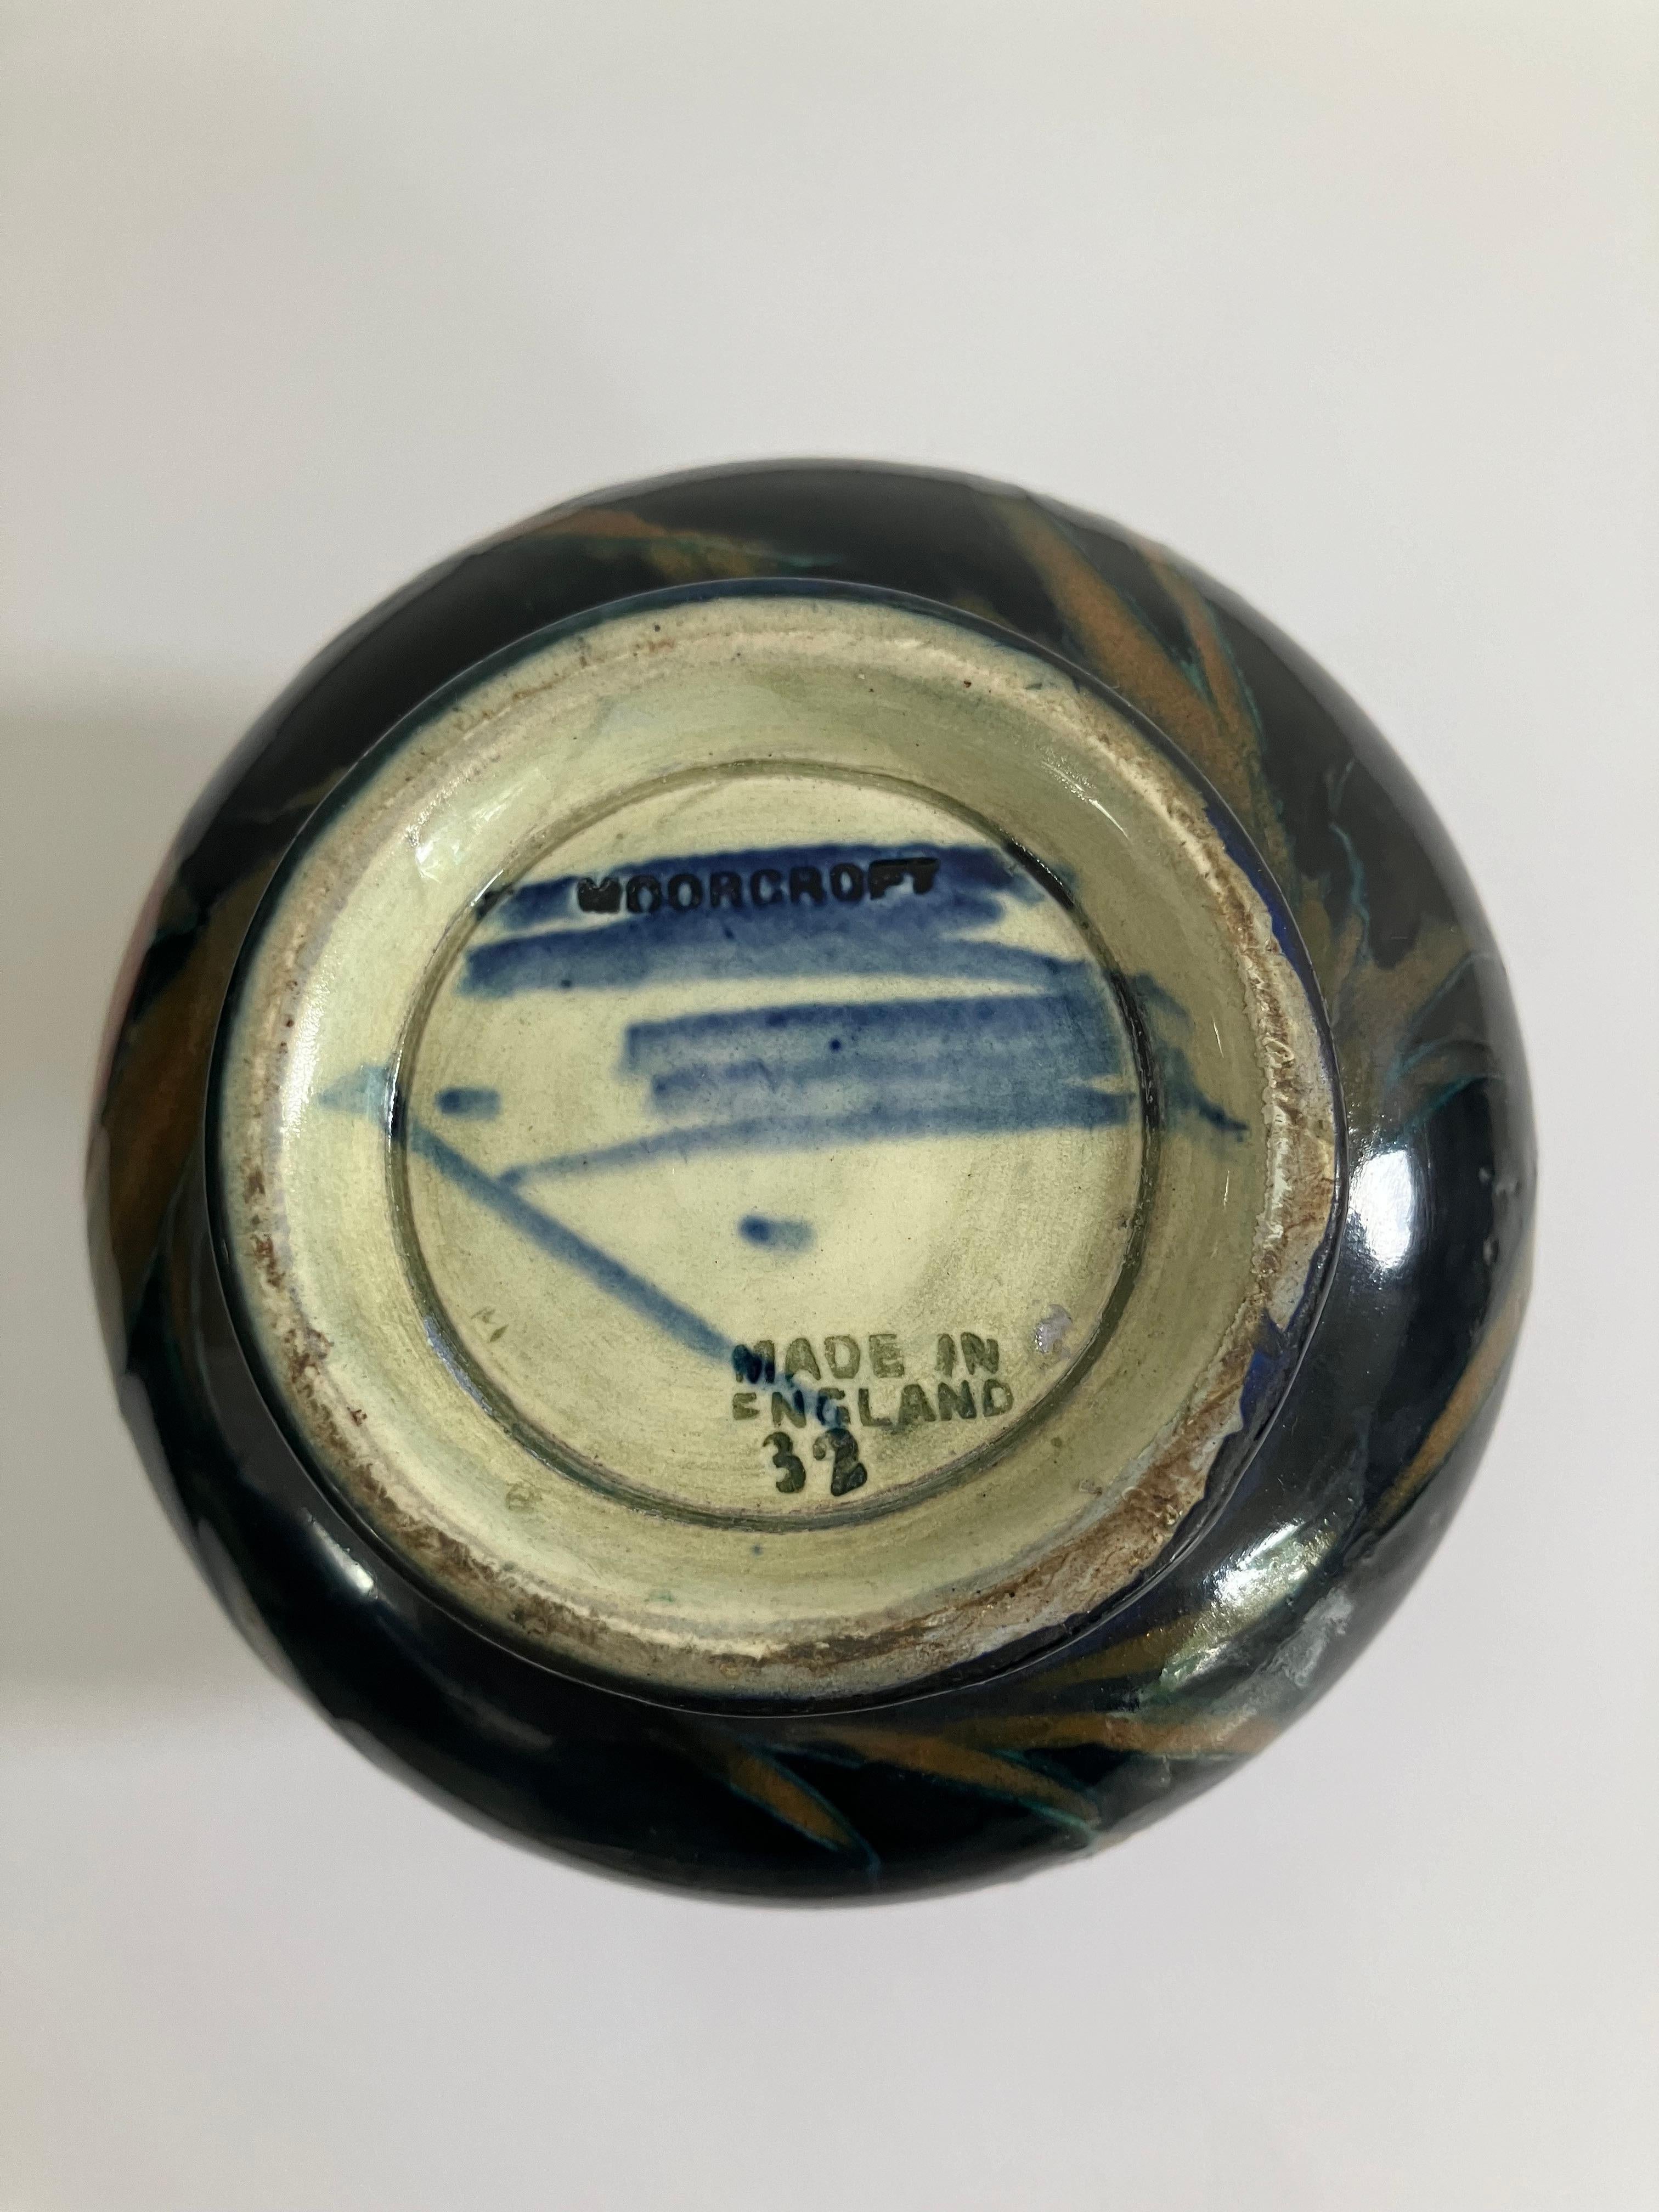 MOORCROFT
MADE IN
ENGLAND
32